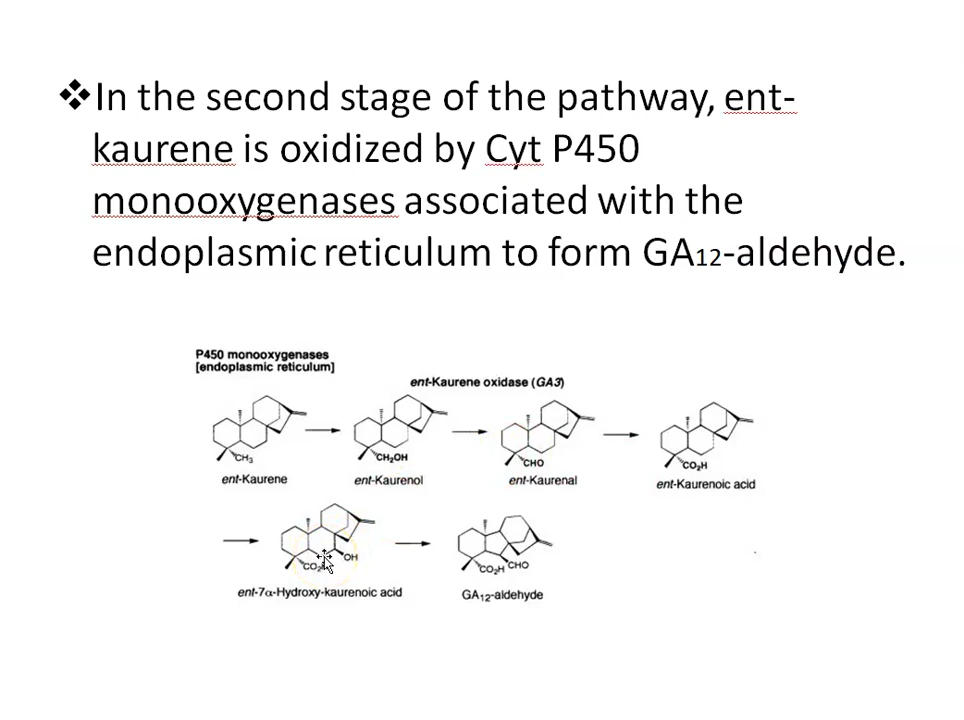 ❖In the second stage of the pathway, ent-
kaurene is oxidized by Cyt P450
monooxygenases associated with the
endoplasmic reticulum to form GA₁₂-aldehyde.
P450 monooxygenases
[endoplasmic reticulum]
ent-Kaurene oxidase (GA3)
CH₃
CH₂OH
CHO
CO₂H
ent-Kaurene
ent-Kaurenol
ent-Kaurenal
ent-Kaurenoic acid
OH
CO₂H CHO
ent-7α-Hydroxy-kaurenoic acid
GA₁₂-aldehyde